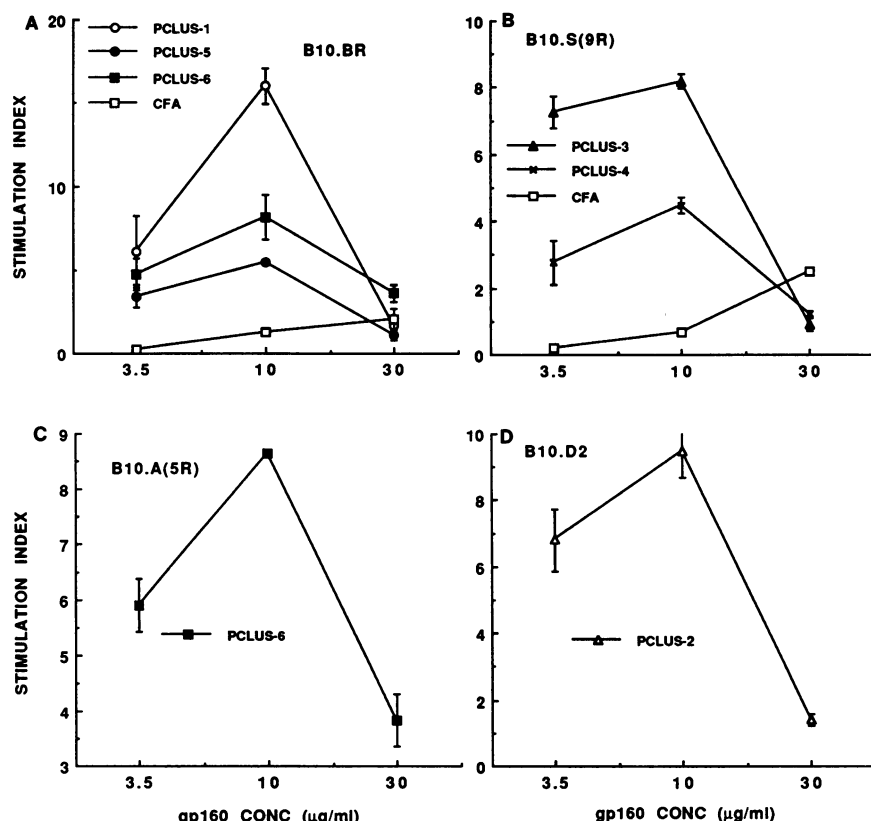 A
20
PCLUS-1
PCLUS-5
PCLUS-6
CFA
B10.BR
STIMULATION INDEX
10
0
3.5 10 30
B
10
B10.S(9R)
8
6
PCLUS-3
PCLUS-4
CFA
4
2
0
3.5 10 30
C
9
B10.A(5R)
8
7
STIMULATION INDEX
6
PCLUS-6
5
4
3
3.5 10 30
gp160 CONC (μg/ml)
D
10
B10.D2
8
6
PCLUS-2
4
2
0
3.5 10 30
gp160 CONC (μg/ml)